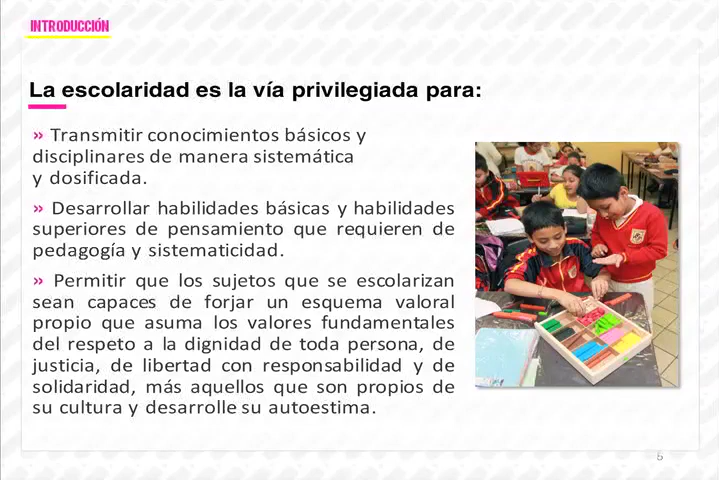 INTRODUCCIÓN
La escolaridad es la vía privilegiada para:
» Transmitir conocimientos básicos y
disciplinares de manera sistemática
y dosificada.
» Desarrollar habilidades básicas y habilidades
superiores de pensamiento que requieren de
pedagogía y sistematicidad.
» Permitir que los sujetos que se escolarizan
sean capaces de forjar un esquema valoral
propio que asuma los valores fundamentales
del respeto a la dignidad de toda persona, de
justicia, de libertad con responsabilidad y de
solidaridad, más aquellos que son propios de
su cultura y desarrolle su autoestima.
5